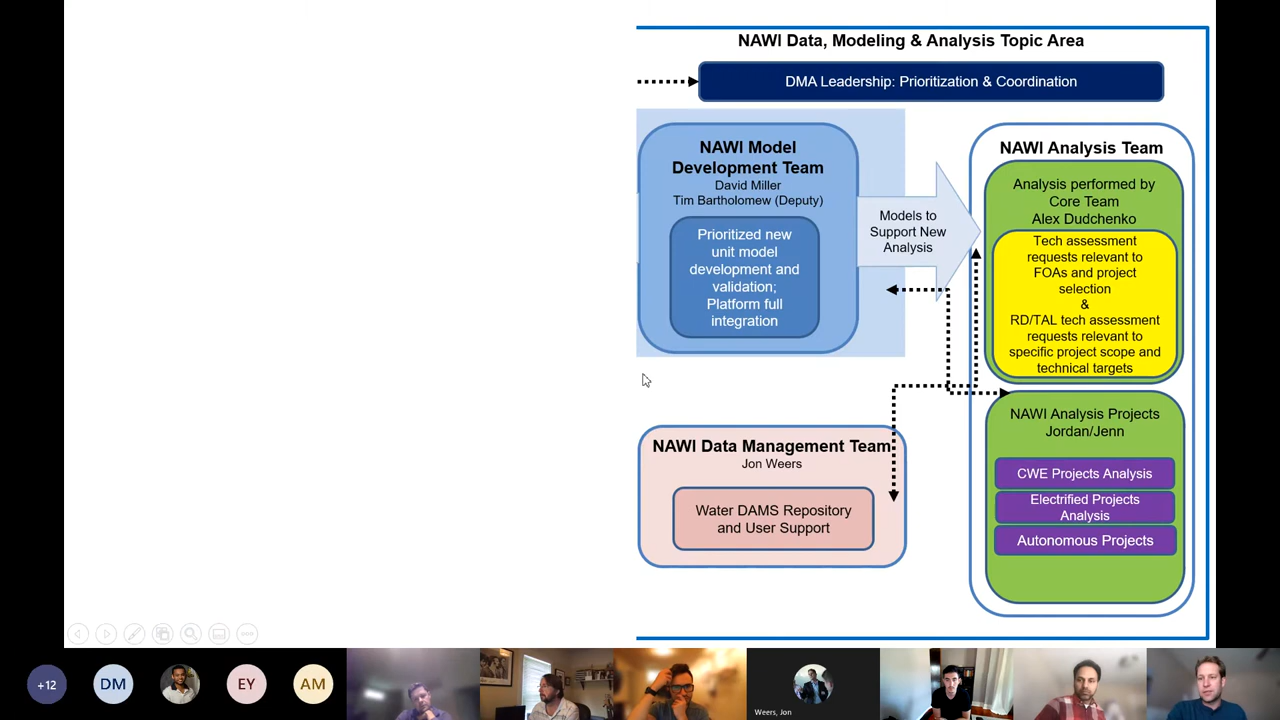 NAWI Data, Modeling & Analysis Topic Area
DMA Leadership: Prioritization & Coordination
NAWI Model
Development Team
David Miller
Tim Bartholomew (Deputy)
Prioritized new
unit model
development and
validation;
Platform full
integration
Models to
Support New
Analysis
NAWI Analysis Team
Analysis performed by
Core Team
Alex Dudchenko
Tech assessment
requests relevant to
FOAs and project
selection
&
RD/TAL tech assessment
requests relevant to
specific project scope and
technical targets
NAWI Data Management Team
Jon Weers
Water DAMS Repository
and User Support
NAWI Analysis Projects
Jordan/Jenn
CWE Projects Analysis
Electrified Projects
Analysis
Autonomous Projects
+12
DM
EY
AM
Weers, Jon